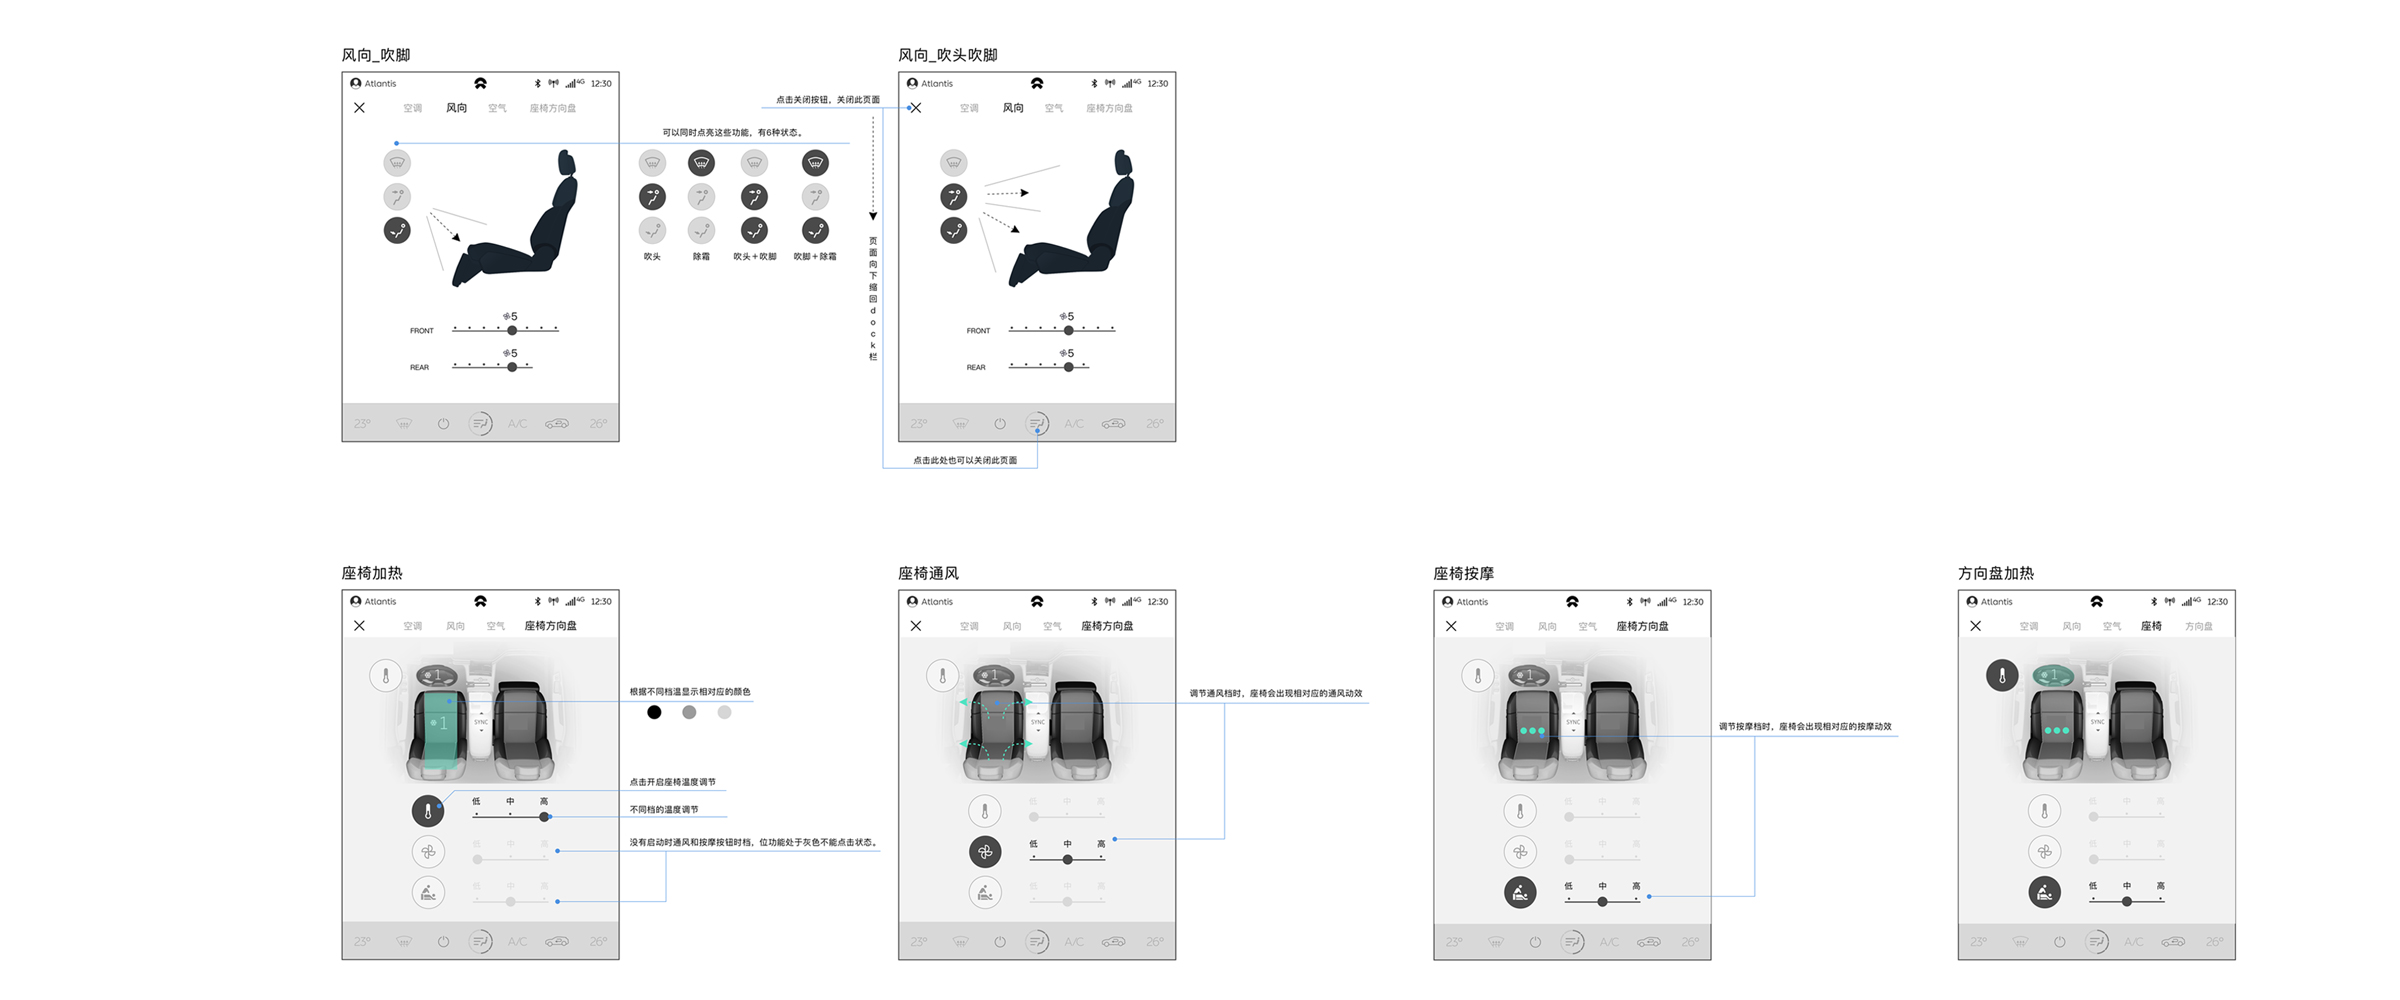 风向_吹脚
Atlantis
4G 12:30
空调 风向 空气 座椅方向盘
FRONT
5
REAR
5
23° A/C 26°
可以同时点亮这些功能，有6种状态。
吹头 除霜 吹头＋吹脚 吹脚＋除霜
点击关闭按钮，关闭此页面
页面向下缩回dock栏
风向_吹头吹脚
Atlantis
4G 12:30
空调 风向 空气 座椅方向盘
FRONT
5
REAR
5
23° A/C 26°
点击此处也可以关闭此页面
座椅加热
Atlantis
4G 12:30
空调 风向 空气 座椅方向盘
1
1
SYNC
低 中 高
低 中 高
低 中 高
23° A/C 26°
根据不同档温显示相对应的颜色
点击开启座椅温度调节
不同档的温度调节
没有启动时通风和按摩按钮时档，位功能处于灰色不能点击状态。
座椅通风
Atlantis
4G 12:30
空调 风向 空气 座椅方向盘
1
SYNC
低 中 高
低 中 高
低 中 高
23° A/C 26°
调节通风档时，座椅会出现相对应的通风动效
座椅按摩
Atlantis
4G 12:30
空调 风向 空气 座椅方向盘
1
SYNC
低 中 高
低 中 高
低 中 高
23° A/C 26°
调节按摩档时，座椅会出现相对应的按摩动效
方向盘加热
Atlantis
4G 12:30
空调 风向 空气 座椅 方向盘
1
SYNC
低 中 高
低 中 高
低 中 高
23° A/C 26°